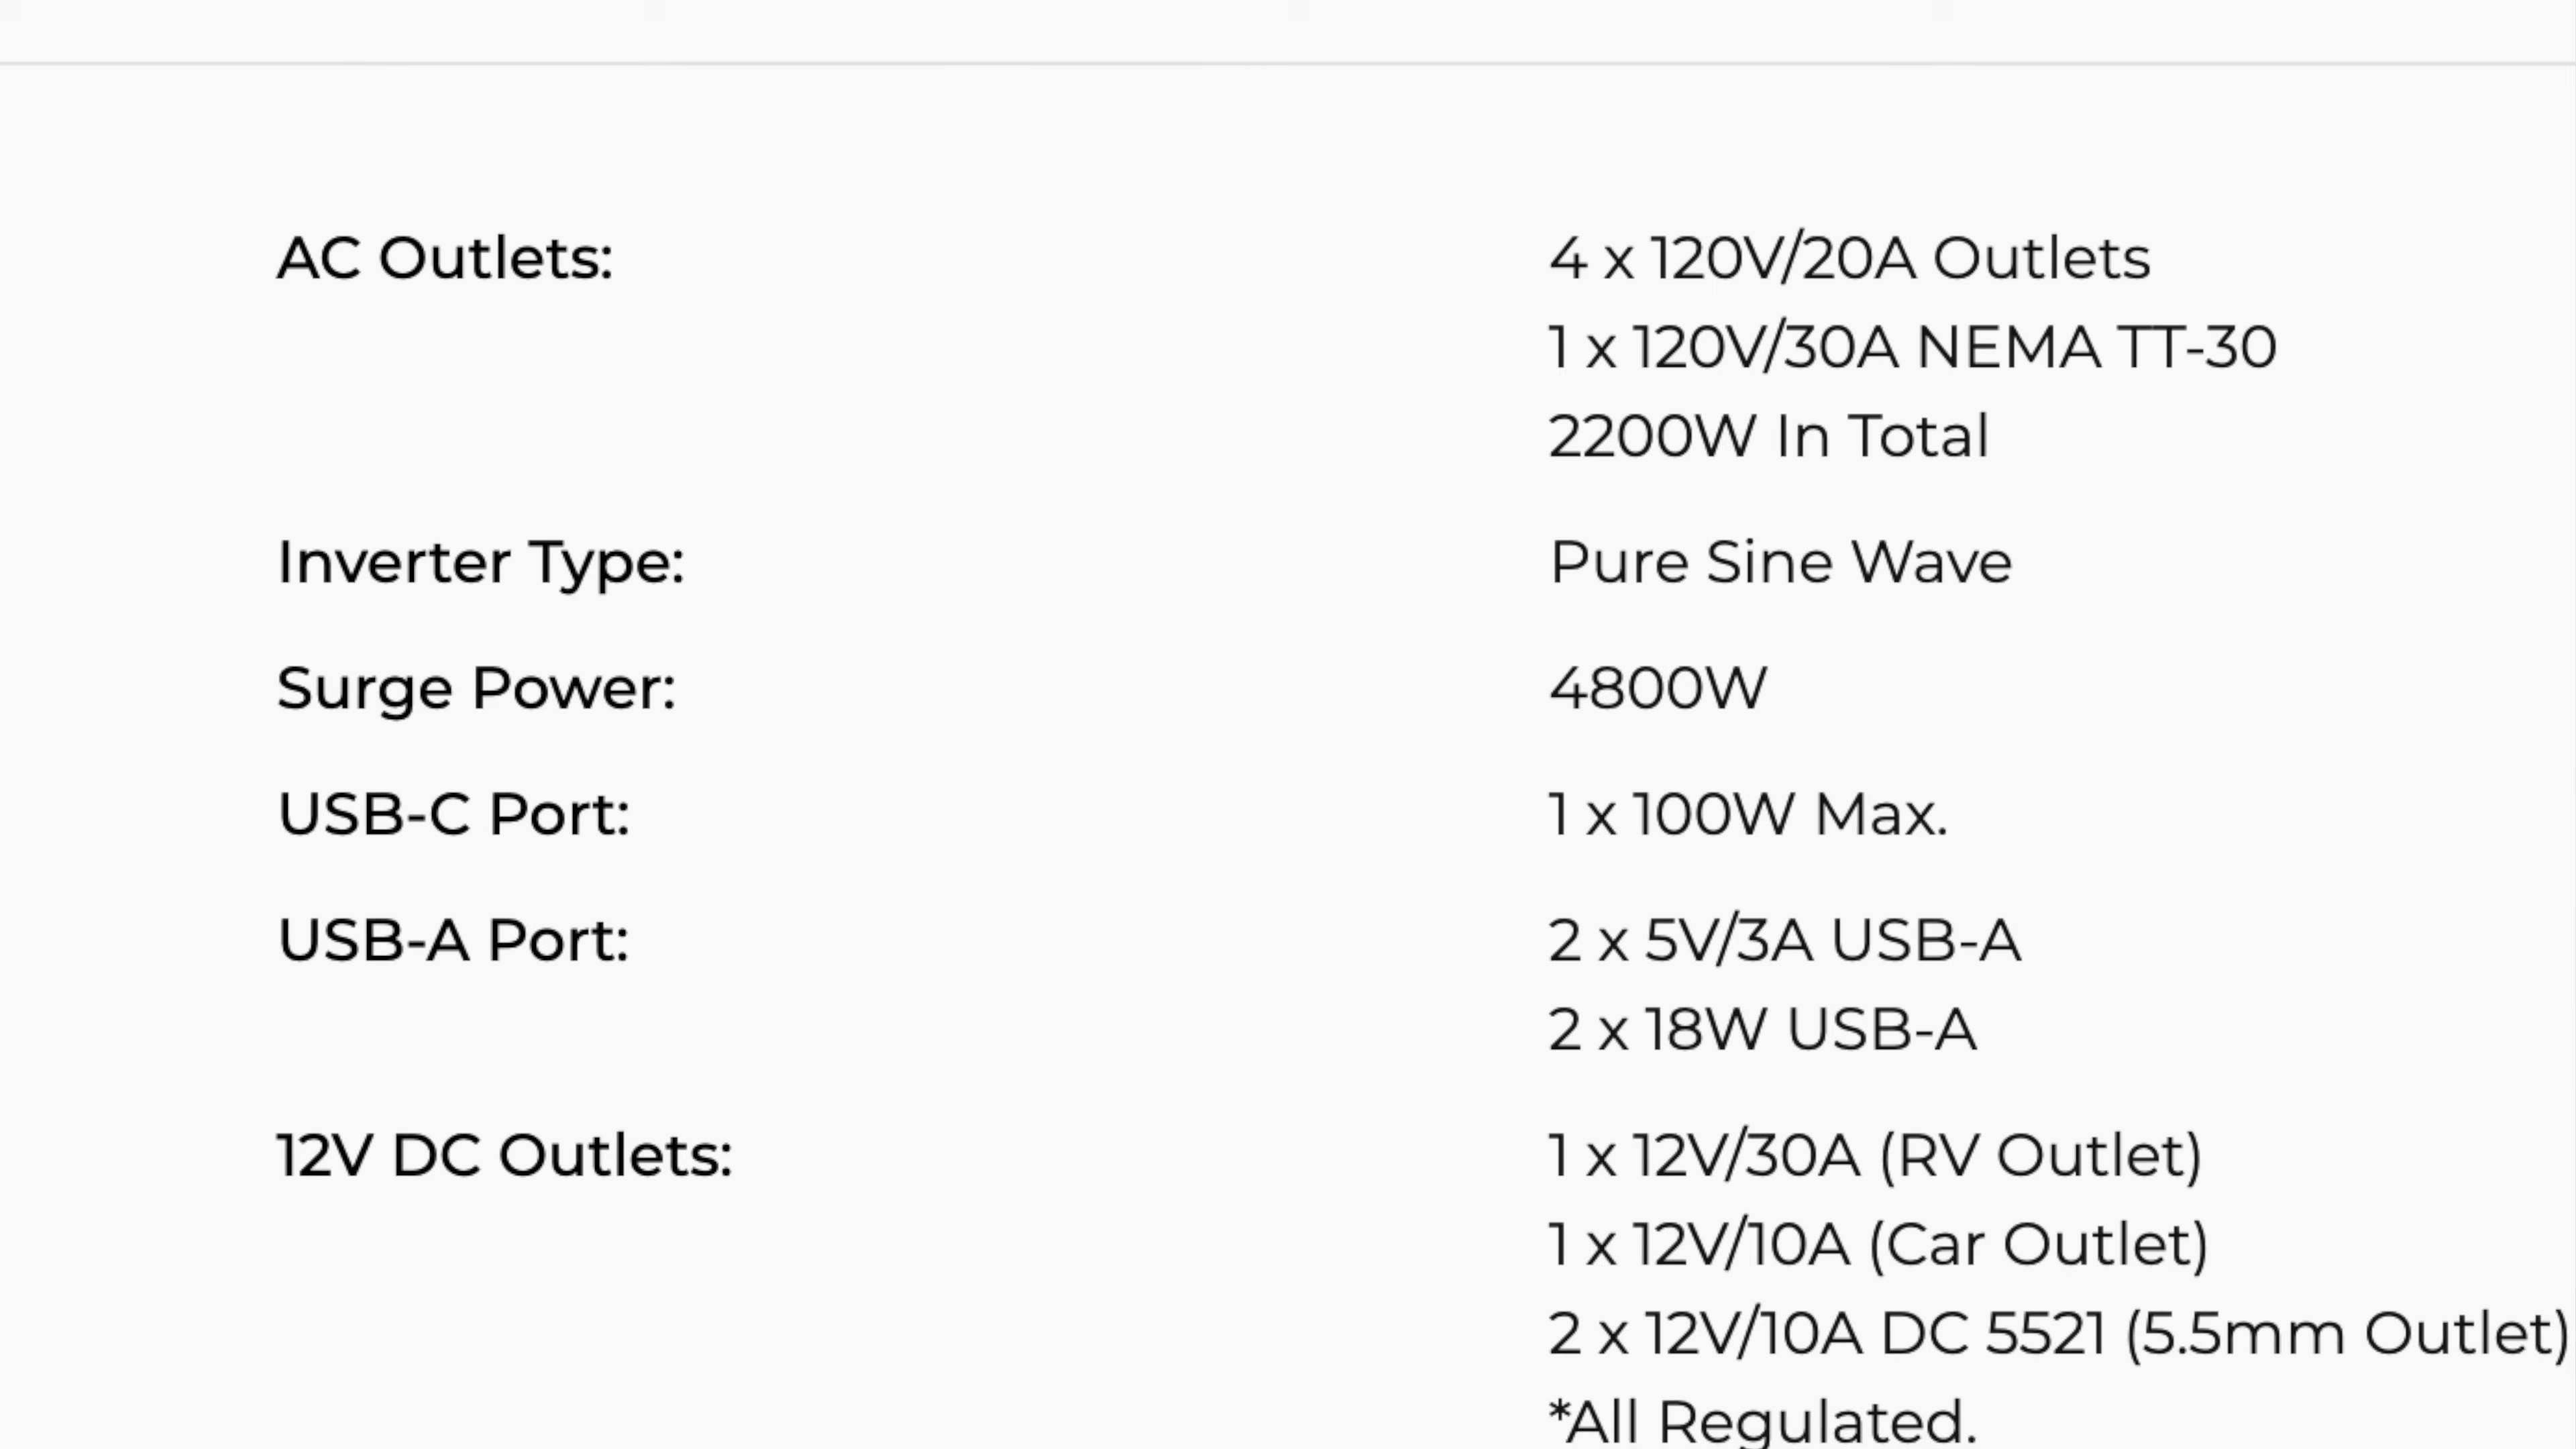 AC Outlets:
4 x 120V/20A Outlets
1 x 120V/30A NEMA TT-30
2200W In Total
Inverter Type:
Pure Sine Wave
Surge Power:
4800W
USB-C Port:
1 x 100W Max.
USB-A Port:
2 x 5V/3A USB-A
2 x 18W USB-A
12V DC Outlets:
1 x 12V/30A (RV Outlet)
1 x 12V/10A (Car Outlet)
2 x 12V/10A DC 5521 (5.5mm Outlet)
*All Regulated.